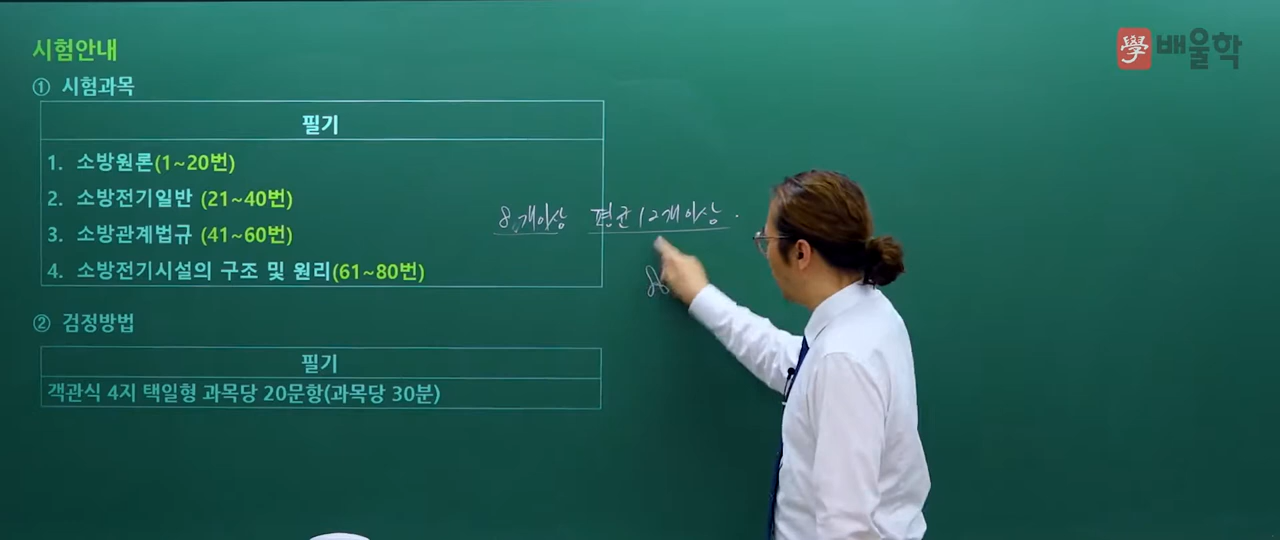 시험안내
學 배울학
① 시험과목
필기
1. 소방원론(1~20번)
2. 소방전기일반 (21~40번)
3. 소방관계법규 (41~60번)
4. 소방전기시설의 구조 및 원리(61~80번)
8개이상 평균 12개이상.
② 검정방법
필기
객관식 4지 택일형 과목당 20문항(과목당 30분)